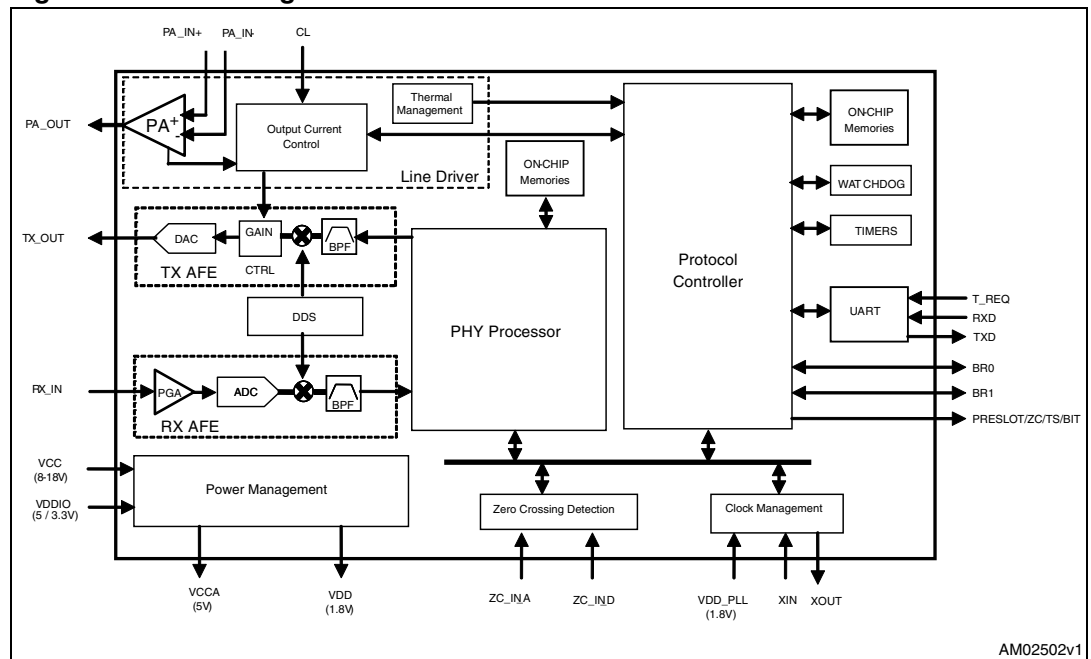 PA_IN+ PA_IN- CL
Thermal
Management
ON-CHIP
Memories
PA_OUT
PA
+
-
Output Current
Control
Line Driver
ON-CHIP
Memories
WATCHDOG
TIMERS
TX_OUT
DAC
GAIN
CTRL
BPF
TX AFE
Protocol
Controller
DDS
PHY Processor
UART
T_REQ
RXD
TXD
BR0
BR1
PRESLOT/ZC/TS/BIT
RX_IN
PGA
ADC
BPF
RX AFE
VCC
(8-18V)
VDDIO
(5 / 3.3V)
Power Management
Zero Crossing Detection
Clock Management
VCCA
(5V)
VDD
(1.8V)
ZC_IN_A
ZC_IN_D
VDD_PLL
(1.8V)
XIN
XOUT
AM02502v1